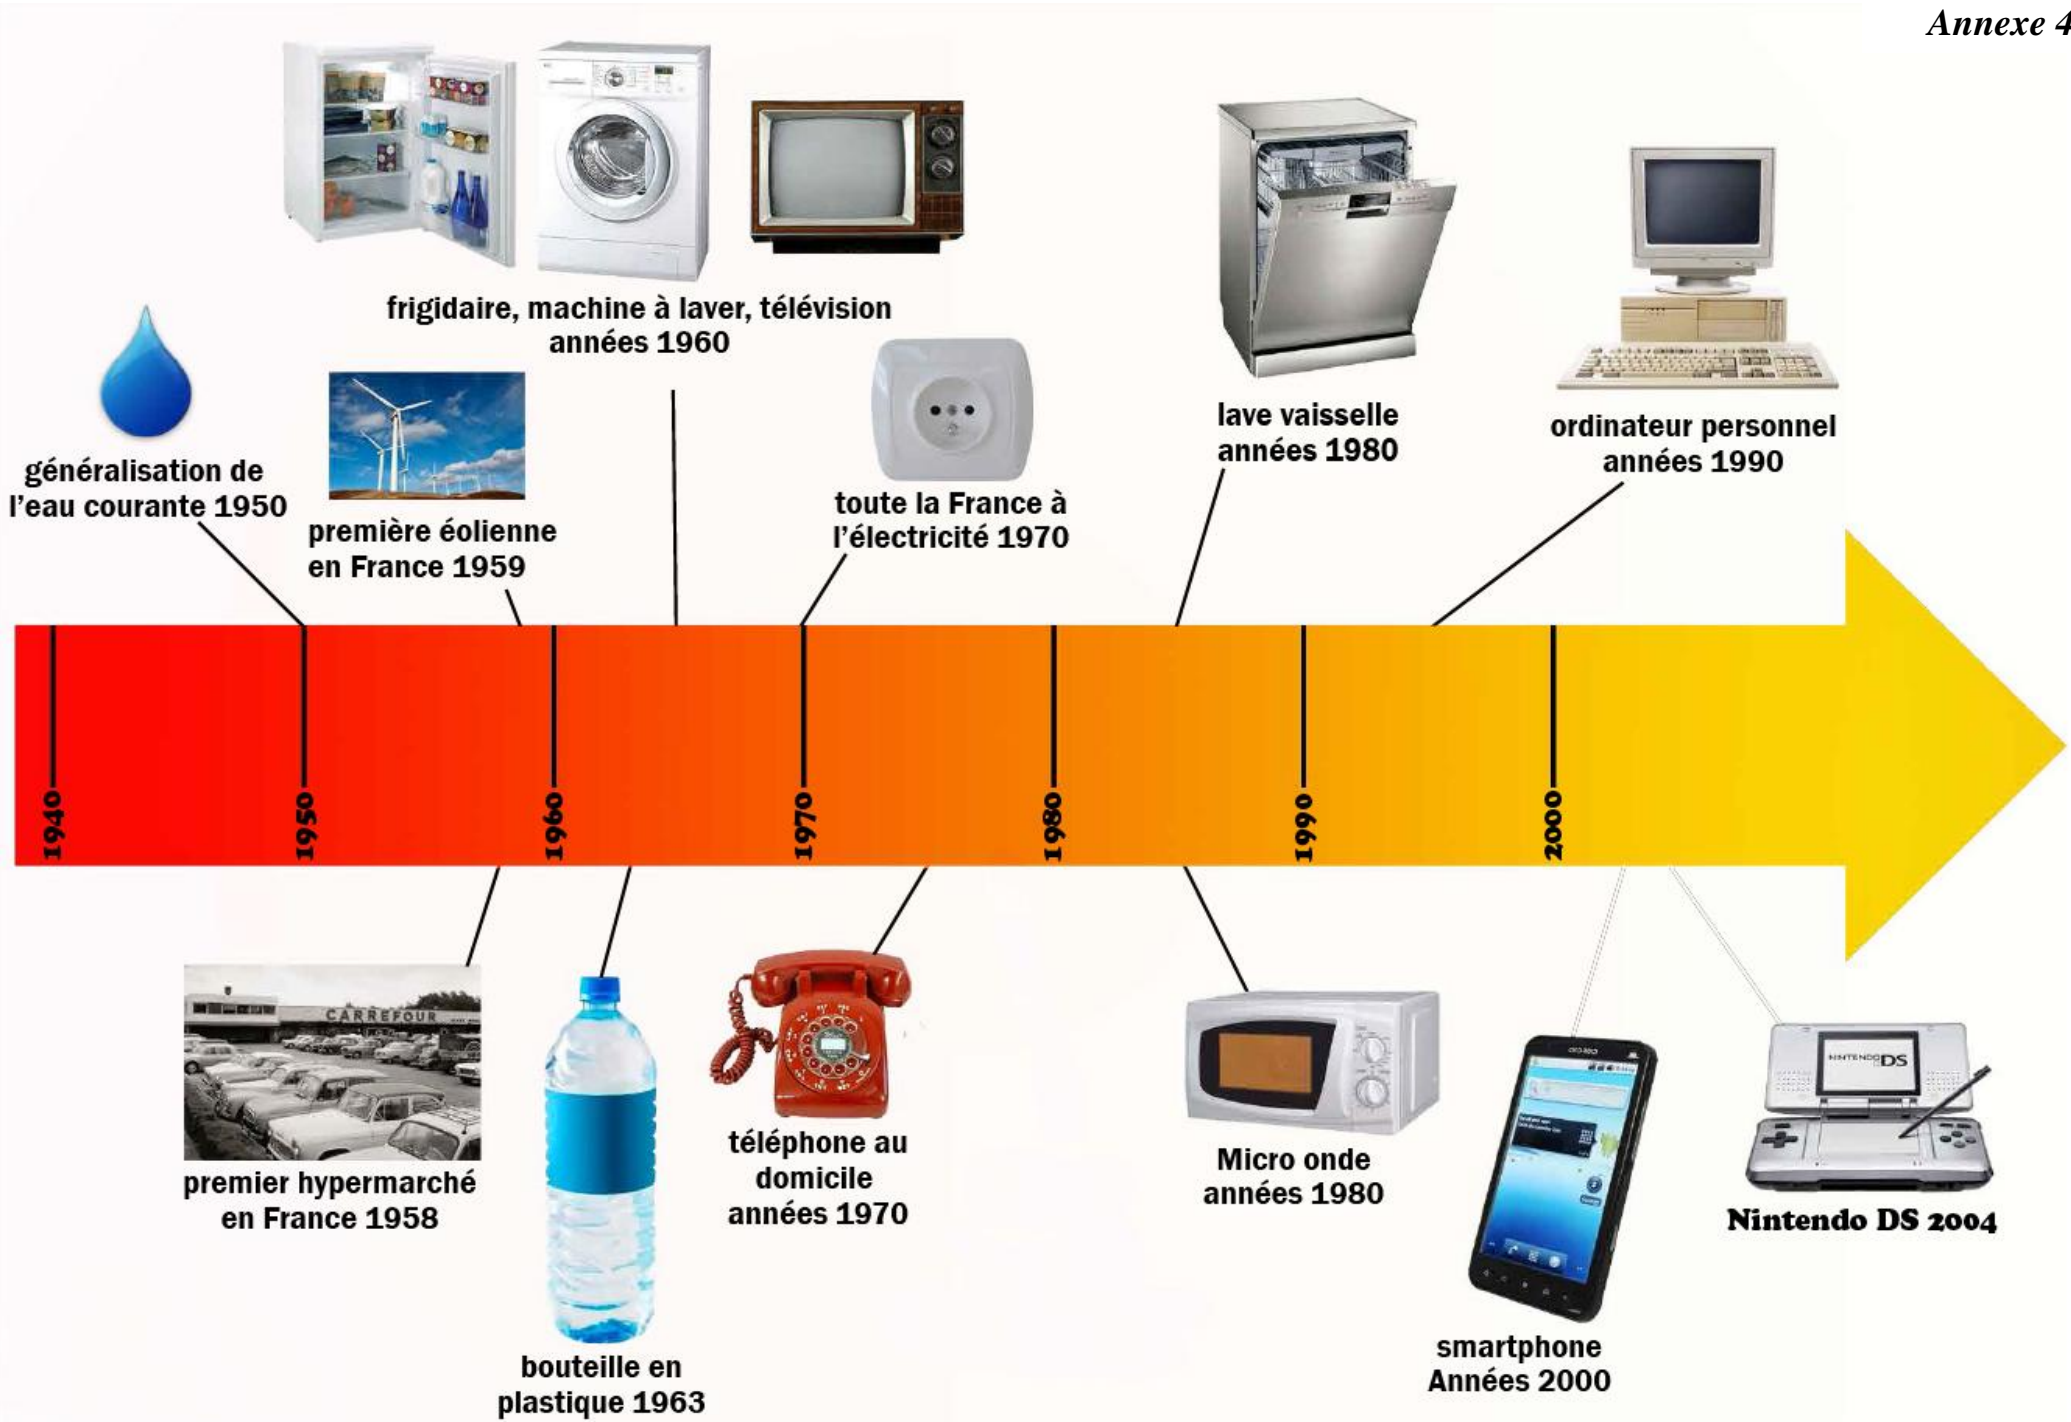 Annexe 4
frigidaire, machine à laver, télévision
années 1960
généralisation de
l'eau courante 1950
première éolienne
en France 1959
toute la France à
l'électricité 1970
lave vaisselle
années 1980
ordinateur personnel
années 1990
1940
1950
1960
1970
1980
1990
2000
CARREFOUR
premier hypermarché
en France 1958
bouteille en
plastique 1963
téléphone au
domicile
années 1970
Micro onde
années 1980
smartphone
Années 2000
NINTENDO DS
Nintendo DS 2004